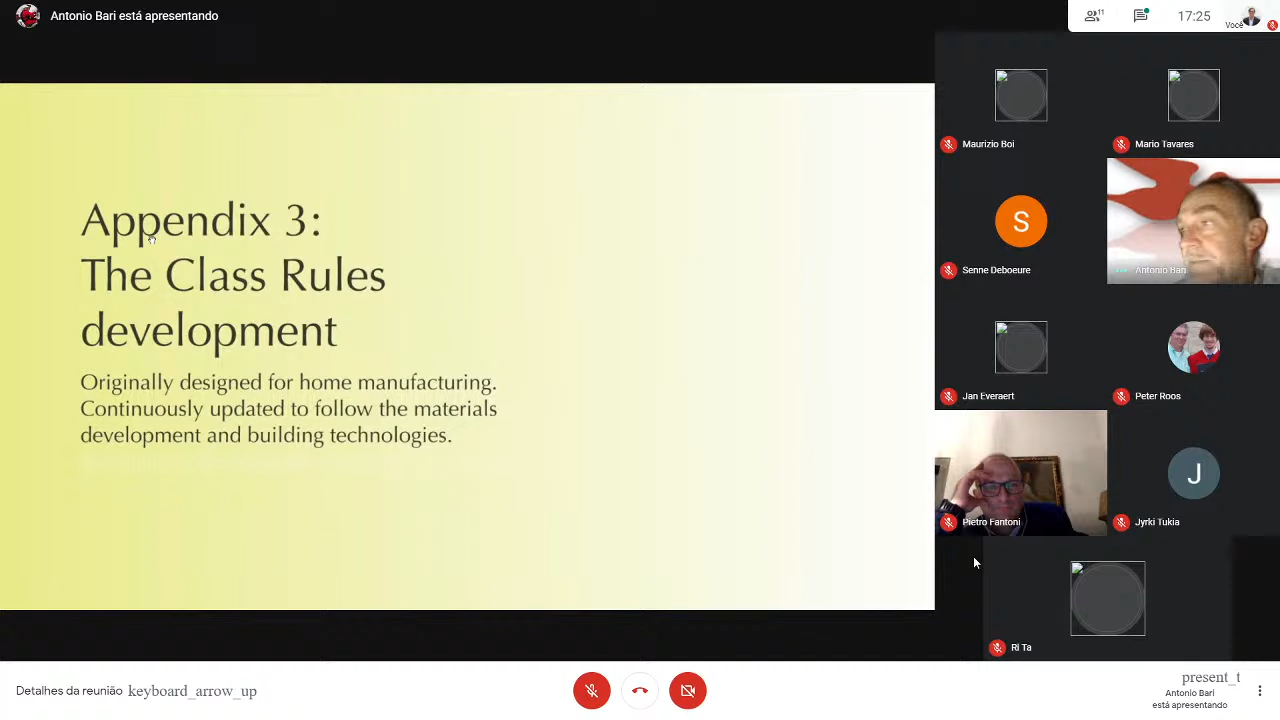 Antonio Bari está apresentando
11
17:25
Você
Appendix 3:
The Class Rules
development
Originally designed for home manufacturing.
Continuously updated to follow the materials
development and building technologies.
Maurizio Boi
Mario Tavares
S
Senne Deboeure
Antonio Bari
Jan Everaert
Peter Roos
Pietro Fantoni
J
Jyrki Tukia
Ri Ta
Detalhes da reunião keyboard_arrow_up
present_t
Antonio Bari
está apresentando